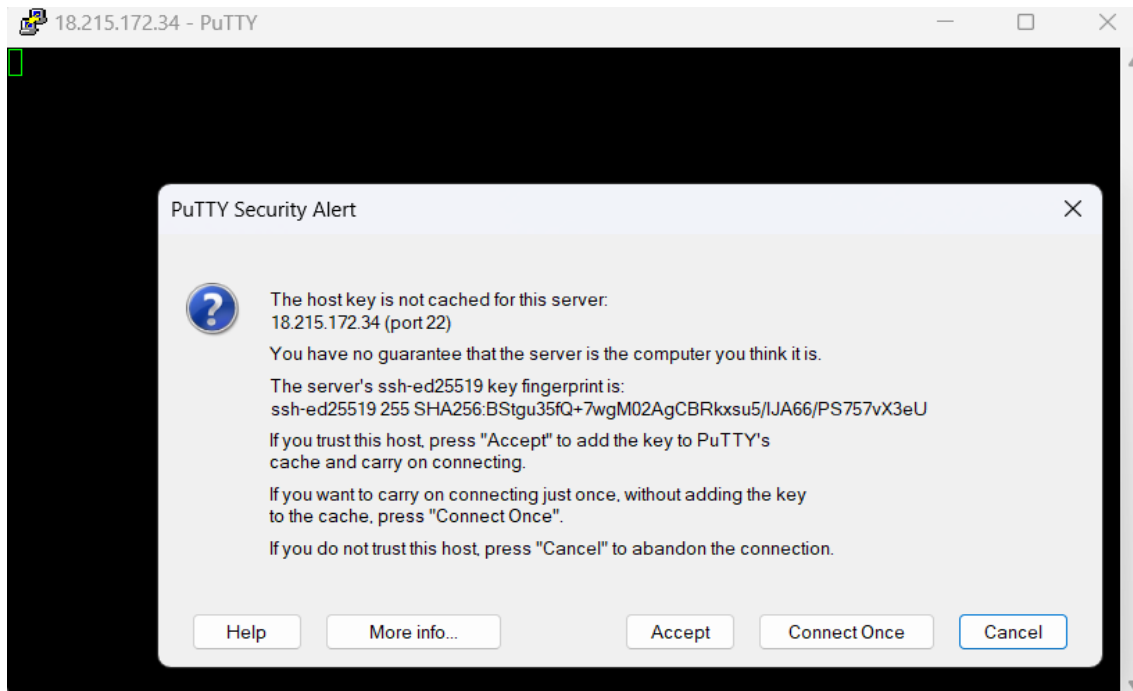 18.215.172.34 - PuTTY
PuTTY Security Alert
The host key is not cached for this server:
18.215.172.34 (port 22)
You have no guarantee that the server is the computer you think it is.
The server's ssh-ed25519 key fingerprint is:
ssh-ed25519 255 SHA256:BStgu35fQ+7wgM02AgCBRkxsu5/IJA66/PS757vX3eU
If you trust this host, press "Accept" to add the key to PuTTY's
cache and carry on connecting.
If you want to carry on connecting just once, without adding the key
to the cache, press "Connect Once".
If you do not trust this host, press "Cancel" to abandon the connection.
Help More info... Accept Connect Once Cancel